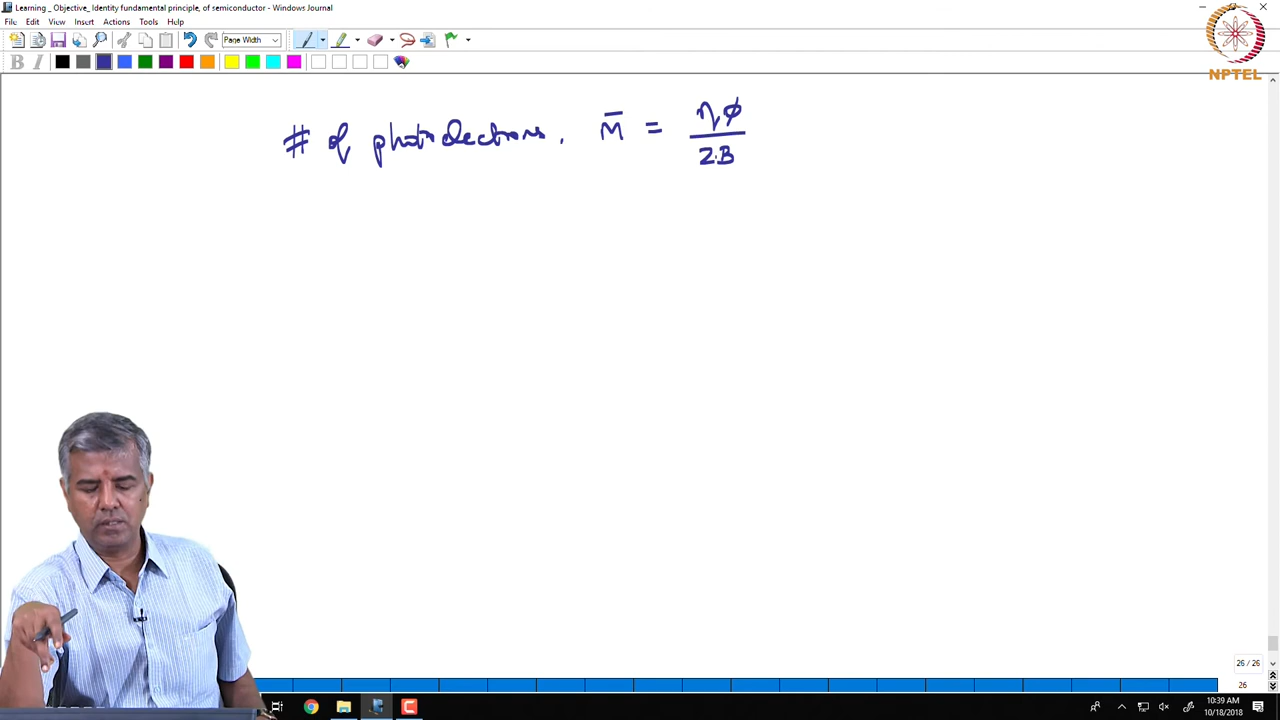 Learning _ Objective_ Identity fundamental principle, of semiconductor - Windows Journal
File Edit View Insert Actions Tools Help
Page Width
B I
NPTEL
# of photoelectrons, m̄ = ηϕ / 2B
26 / 26
26
10:39 AM
10/18/2018